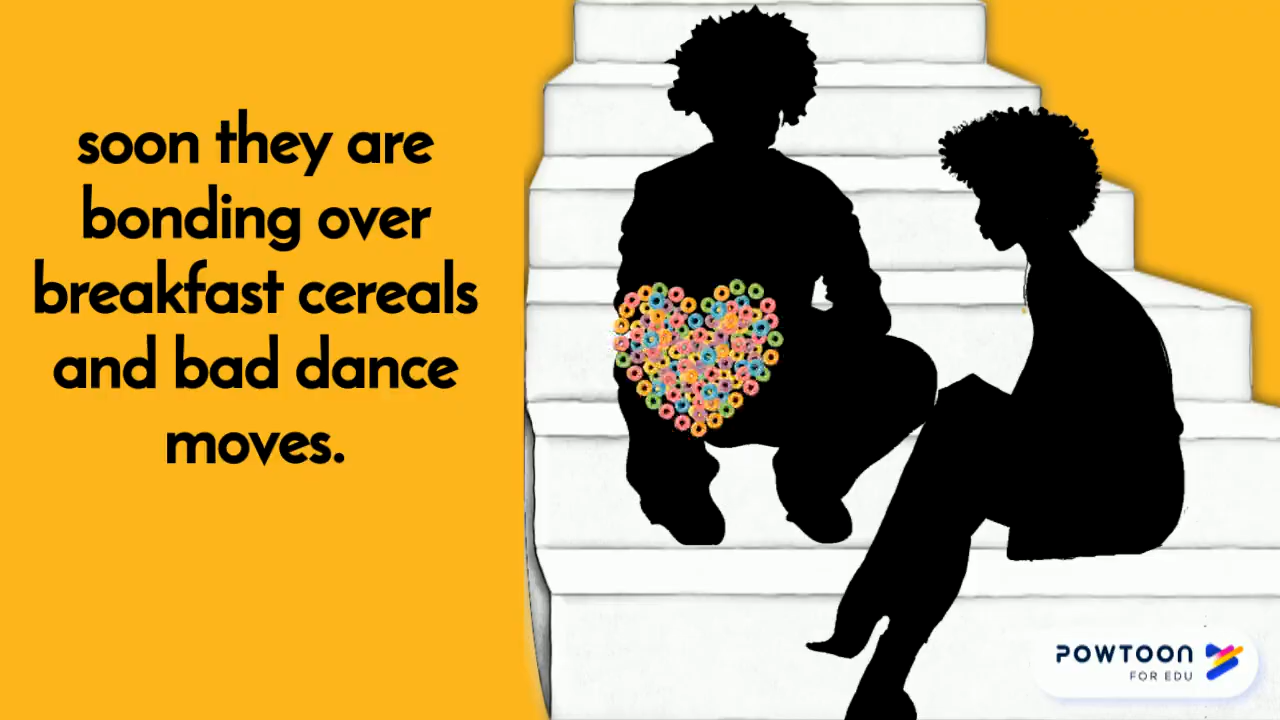 soon they are
bonding over
breakfast cereals
and bad dance
moves.
POWTOON
FOR EDU